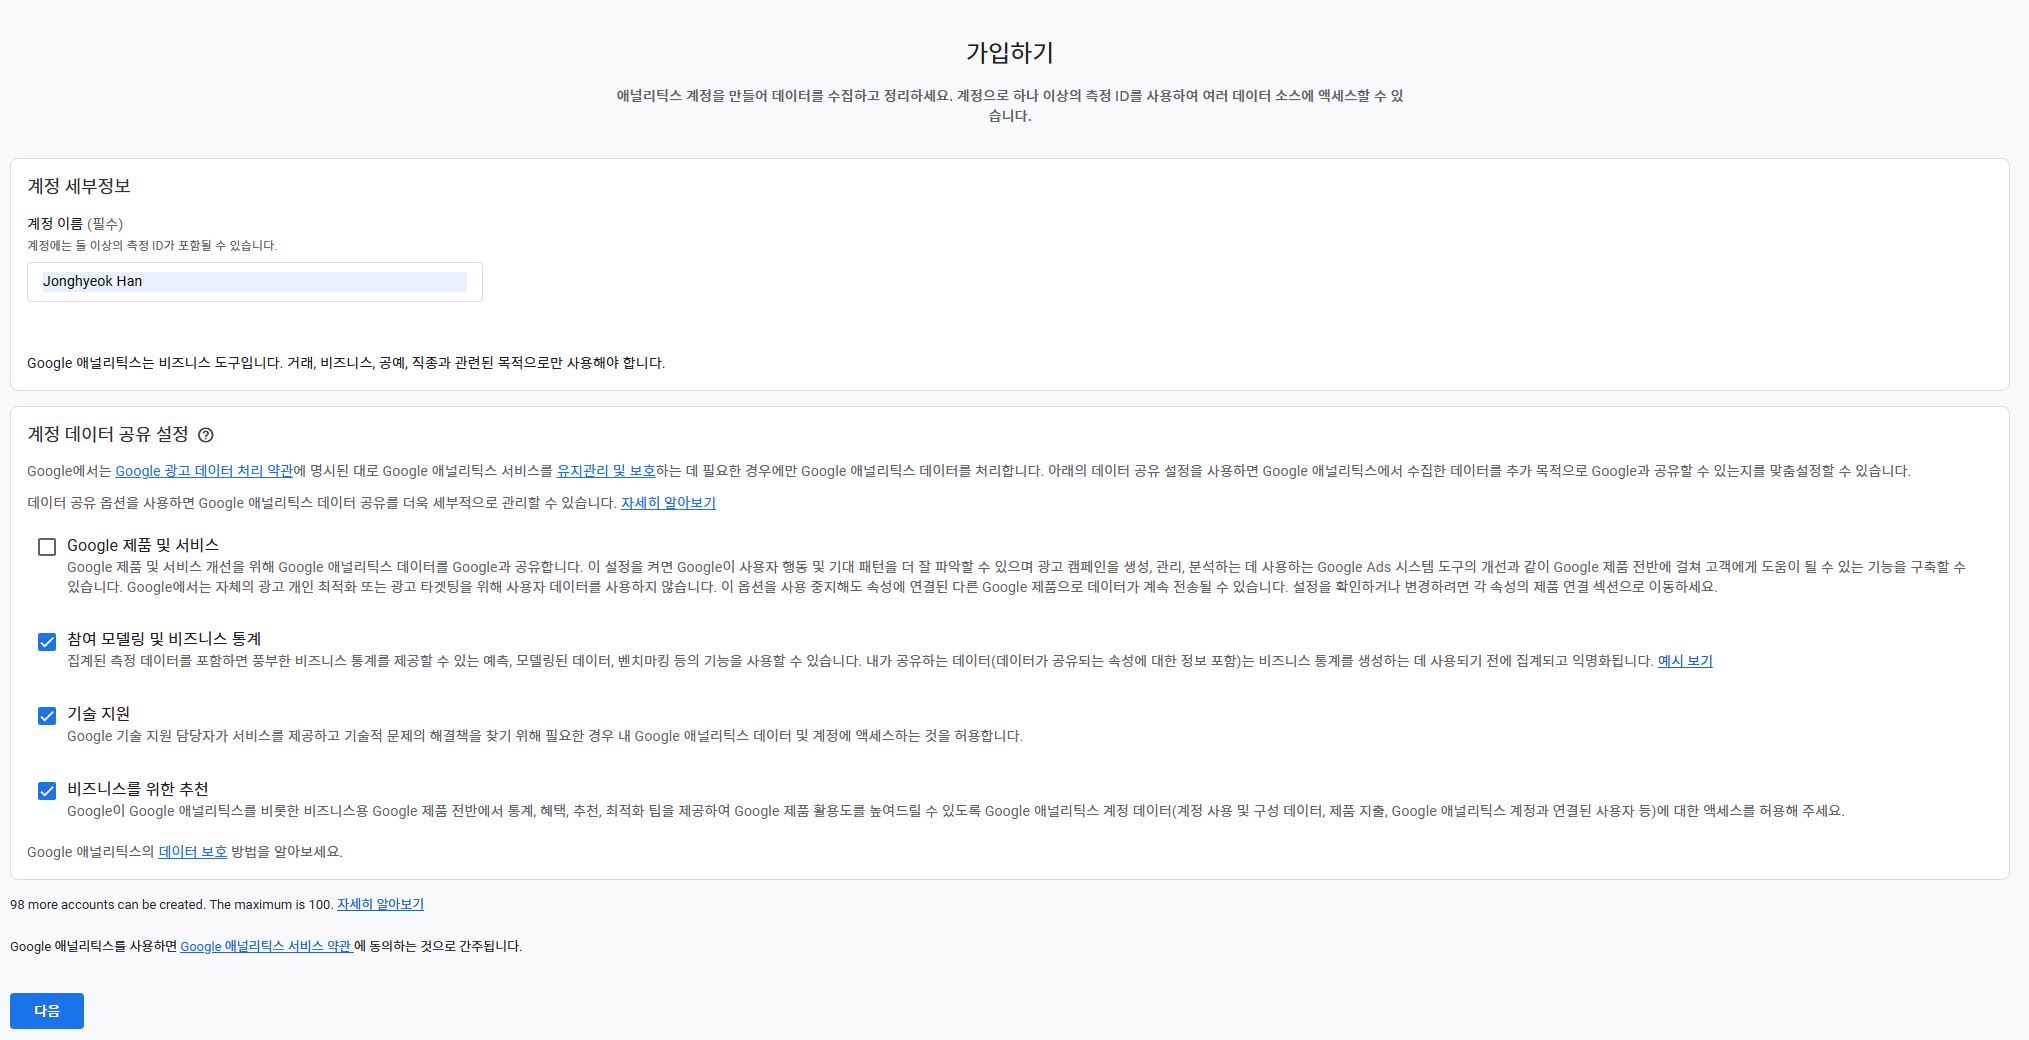 가입하기
애널리틱스 계정을 만들어 데이터를 수집하고 정리하세요. 계정으로 하나 이상의 측정 ID를 사용하여 여러 데이터 소스에 액세스할 수 있
습니다.
계정 세부정보
계정 이름 (필수)
계정에는 둘 이상의 측정 ID가 포함될 수 있습니다.
Jonghyeok Han
Google 애널리틱스는 비즈니스 도구입니다. 거래, 비즈니스, 공예, 직종과 관련된 목적으로만 사용해야 합니다.
계정 데이터 공유 설정
Google에서는 Google 광고 데이터 처리 약관에 명시된 대로 Google 애널리틱스 서비스를 유지관리 및 보호하는 데 필요한 경우에만 Google 애널리틱스 데이터를 처리합니다. 아래의 데이터 공유 설정을 사용하면 Google 애널리틱스에서 수집한 데이터를 추가 목적으로 Google과 공유할 수 있는지를 맞춤설정할 수 있습니다.
데이터 공유 옵션을 사용하면 Google 애널리틱스 데이터 공유를 더욱 세부적으로 관리할 수 있습니다. 자세히 알아보기
Google 제품 및 서비스
Google 제품 및 서비스 개선을 위해 Google 애널리틱스 데이터를 Google과 공유합니다. 이 설정을 켜면 Google이 사용자 행동 및 기대 패턴을 더 잘 파악할 수 있으며 광고 캠페인을 생성, 관리, 분석하는 데 사용하는 Google Ads 시스템 도구의 개선과 같이 Google 제품 전반에 걸쳐 고객에게 도움이 될 수 있는 기능을 구축할 수
있습니다. Google에서는 자체의 광고 개인 최적화 또는 광고 타겟팅을 위해 사용자 데이터를 사용하지 않습니다. 이 옵션을 사용 중지해도 속성에 연결된 다른 Google 제품으로 데이터가 계속 전송될 수 있습니다. 설정을 확인하거나 변경하려면 각 속성의 제품 연결 섹션으로 이동하세요.
참여 모델링 및 비즈니스 통계
집계된 측정 데이터를 포함하면 풍부한 비즈니스 통계를 제공할 수 있는 예측, 모델링된 데이터, 벤치마킹 등의 기능을 사용할 수 있습니다. 내가 공유하는 데이터(데이터가 공유되는 속성에 대한 정보 포함)는 비즈니스 통계를 생성하는 데 사용되기 전에 집계되고 익명화됩니다. 예시 보기
기술 지원
Google 기술 지원 담당자가 서비스를 제공하고 기술적 문제의 해결책을 찾기 위해 필요한 경우 내 Google 애널리틱스 데이터 및 계정에 액세스하는 것을 허용합니다.
비즈니스를 위한 추천
Google이 Google 애널리틱스를 비롯한 비즈니스용 Google 제품 전반에서 통계, 혜택, 추천, 최적화 팁을 제공하여 Google 제품 활용도를 높여드릴 수 있도록 Google 애널리틱스 계정 데이터(계정 사용 및 구성 데이터, 제품 지출, Google 애널리틱스 계정과 연결된 사용자 등)에 대한 액세스를 허용해 주세요.
Google 애널리틱스의 데이터 보호 방법을 알아보세요.
98 more accounts can be created. The maximum is 100. 자세히 알아보기
Google 애널리틱스를 사용하면 Google 애널리틱스 서비스 약관 에 동의하는 것으로 간주됩니다.
다음